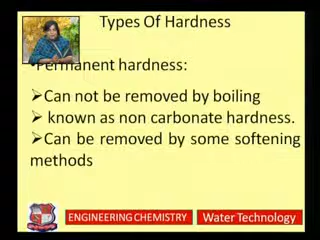 Types Of Hardness
•Permanent hardness:
➢Can not be removed by boiling
➢ known as non carbonate hardness.
➢Can be removed by some softening
methods
ENGINEERING CHEMISTRY
Water Technology